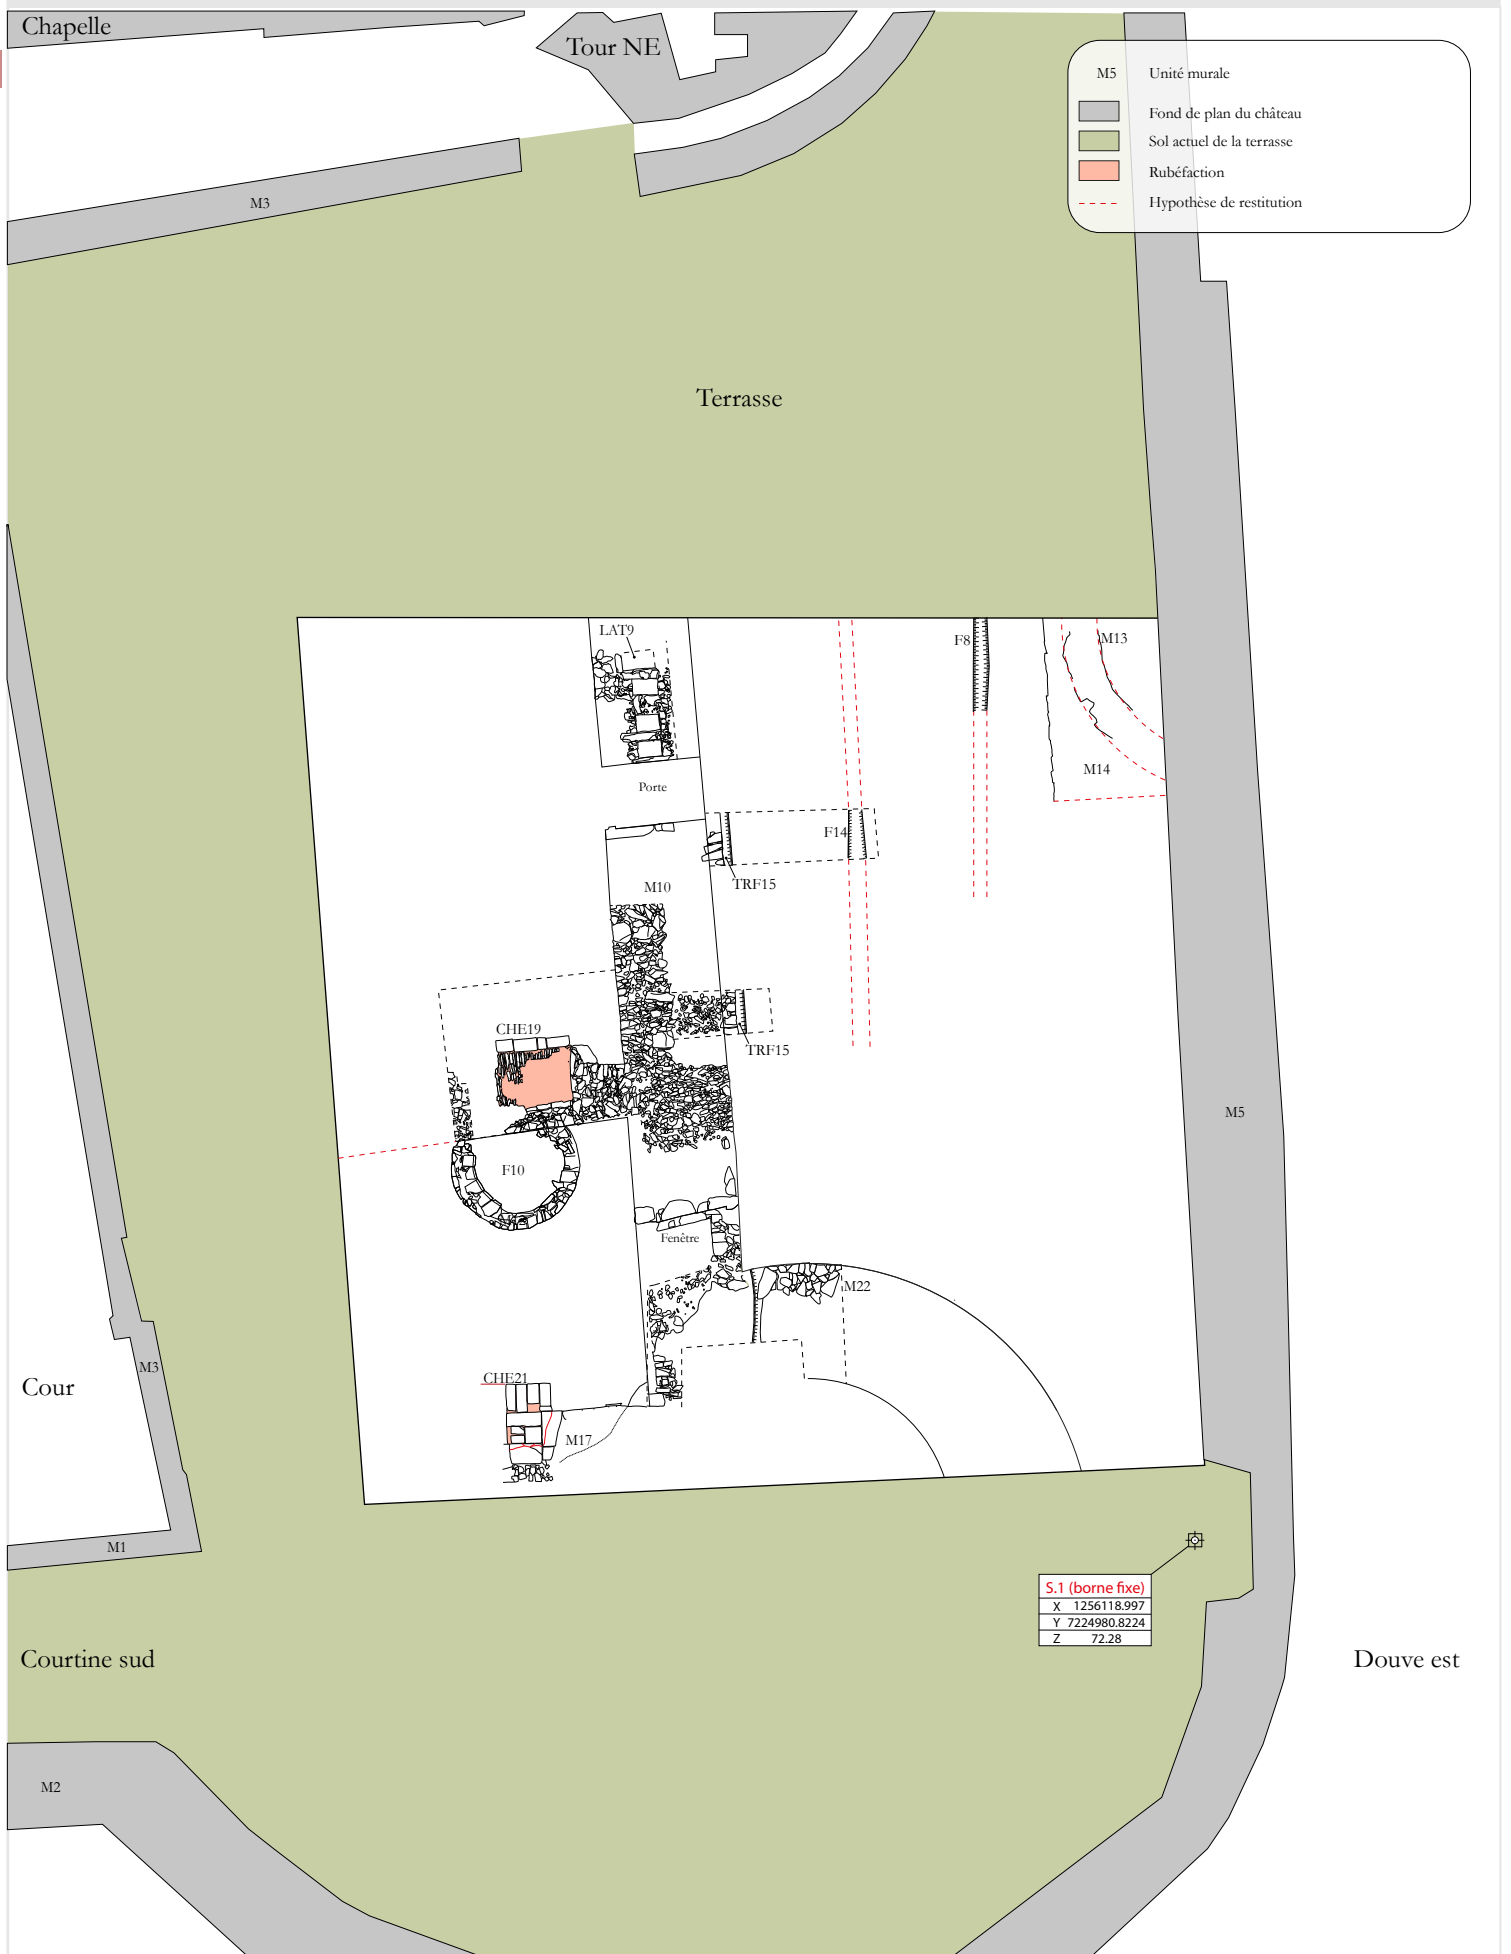 Chapelle
Tour NE
M5 Unité murale
Fond de plan du château
Sol actuel de la terrasse
Rubéfaction
Hypothèse de restitution
M3
Terrasse
LAT9
F8
M13
M14
Porte
F14
TRF15
M10
CHE19
TRF15
M5
F10
Fenêtre
M22
M3
CHE21
Cour
M17
M1
S.1 (borne fixe)
X 1256118.997
Y 7224980.8224
Z 72.28
Courtine sud
Douve est
M2